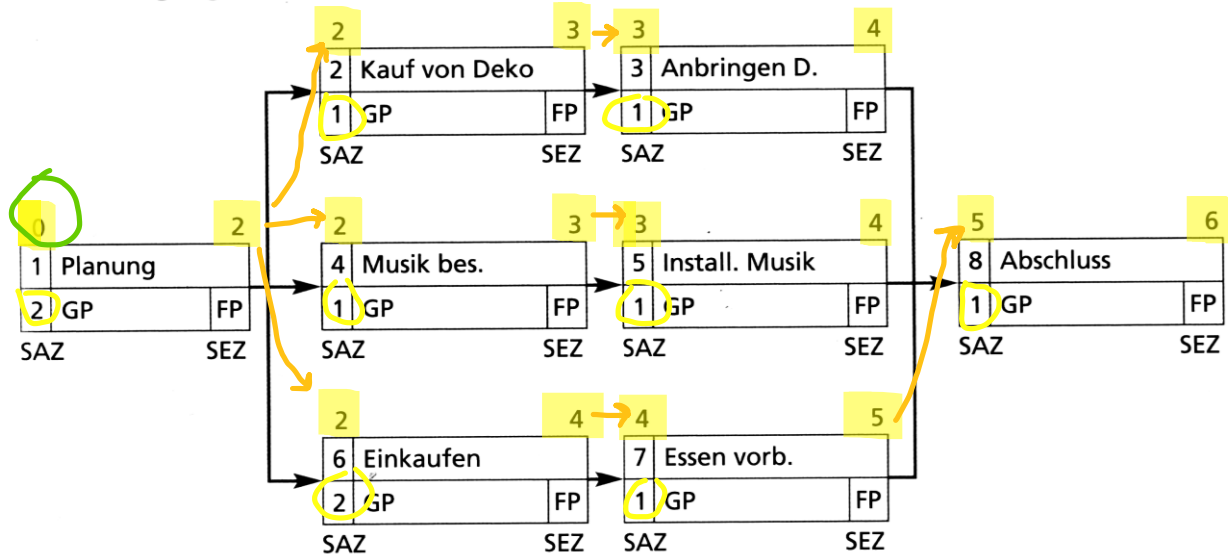 2 3 3 4
2 Kauf von Deko 3 Anbringen D.
1 GP FP 1 GP FP
SAZ SEZ SAZ SEZ
0 2 2 3 3 4 5 6
1 Planung 4 Musik bes. 5 Install. Musik 8 Abschluss
2 GP FP 1 GP FP 1 GP FP 1 GP FP
SAZ SEZ SAZ SEZ SAZ SEZ SAZ SEZ
2 4 4 5
6 Einkaufen 7 Essen vorb.
2 GP FP 1 GP FP
SAZ SEZ SAZ SEZ